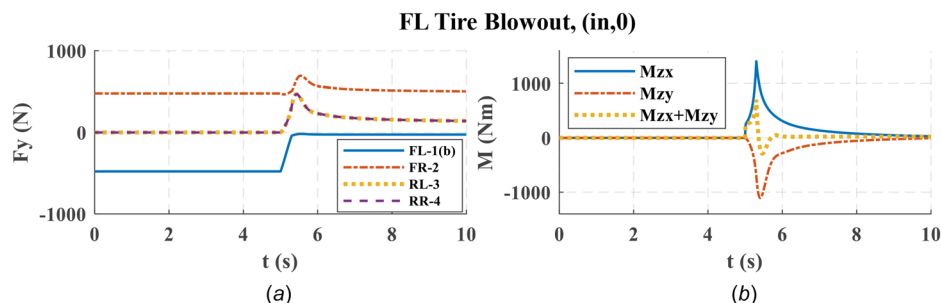 FL Tire Blowout, (in,0)
Fy (N)
1000
0
-1000
FL-1(b)
FR-2
RL-3
RR-4
0 2 4 6 8 10
t (s)
(a)
M (Nm)
1000
0
-1000
Mzx
Mzy
Mzx+Mzy
0 2 4 6 8 10
t (s)
(b)